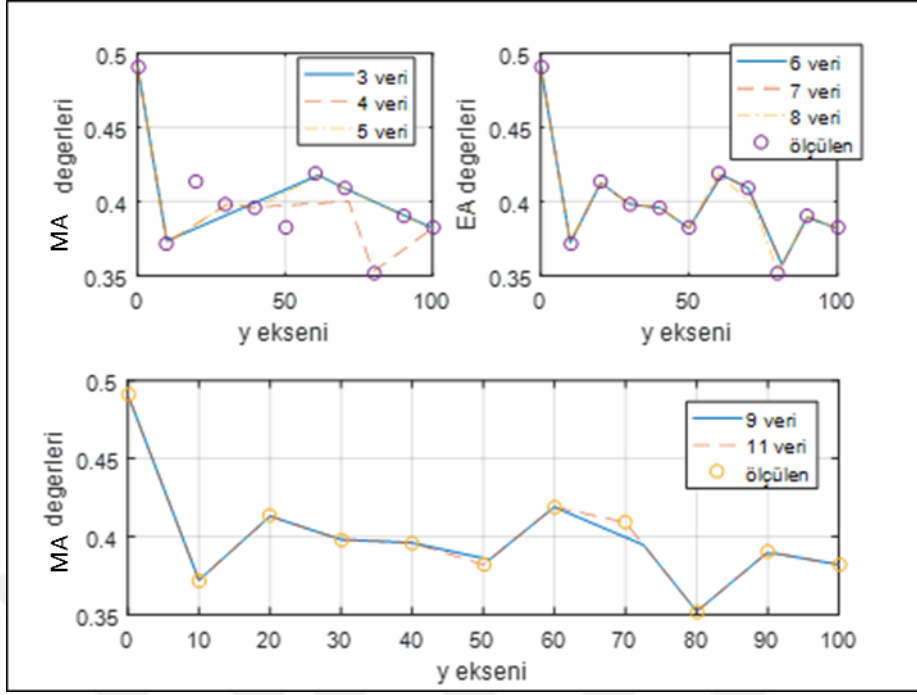 0.5
0.45
0.4
0.35
MA degerleri
0
50
100
y ekseni
3 veri
4 veri
5 veri
0.5
0.45
0.4
0.35
EA degerleri
0
50
100
y ekseni
6 veri
7 veri
8 veri
ölçülen
0.5
0.45
0.4
0.35
MA degerleri
0 10 20 30 40 50 60 70 80 90 100
y ekseni
9 veri
11 veri
ölçülen